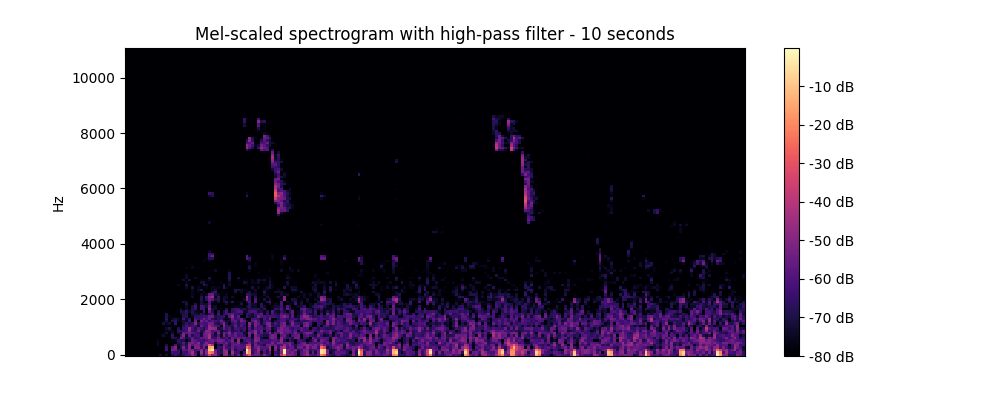 Mel-scaled spectrogram with high-pass filter - 10 seconds
10000
8000
6000
4000
2000
0
Hz
-10 dB
-20 dB
-30 dB
-40 dB
-50 dB
-60 dB
-70 dB
-80 dB